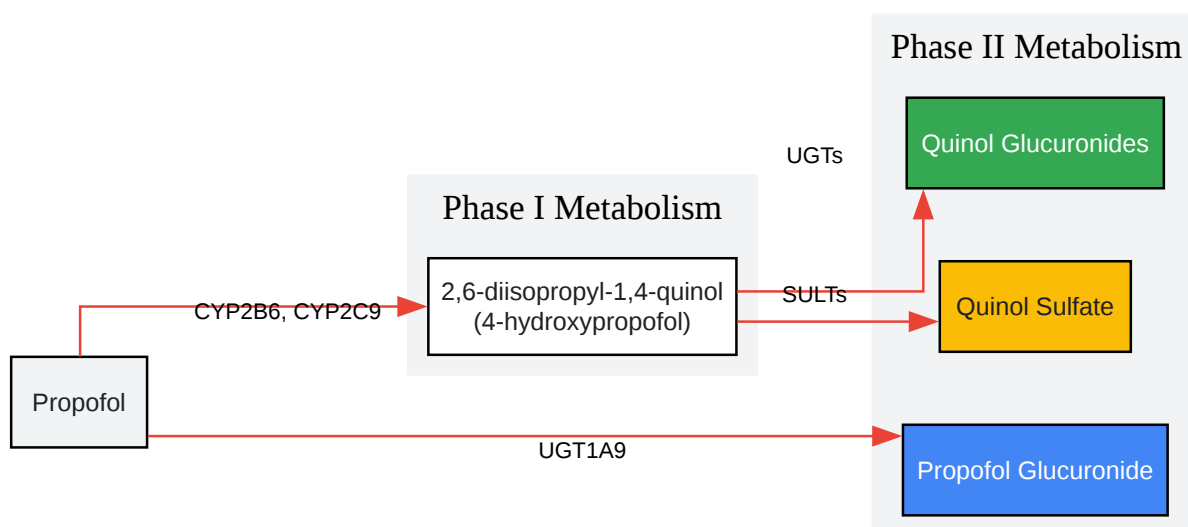 Phase II Metabolism
Quinol Glucuronides
UGTs
Phase I Metabolism
2,6-diisopropyl-1,4-quinol
(4-hydroxypropofol)
SULTs
Quinol Sulfate
CYP2B6, CYP2C9
Propofol
UGT1A9
Propofol Glucuronide